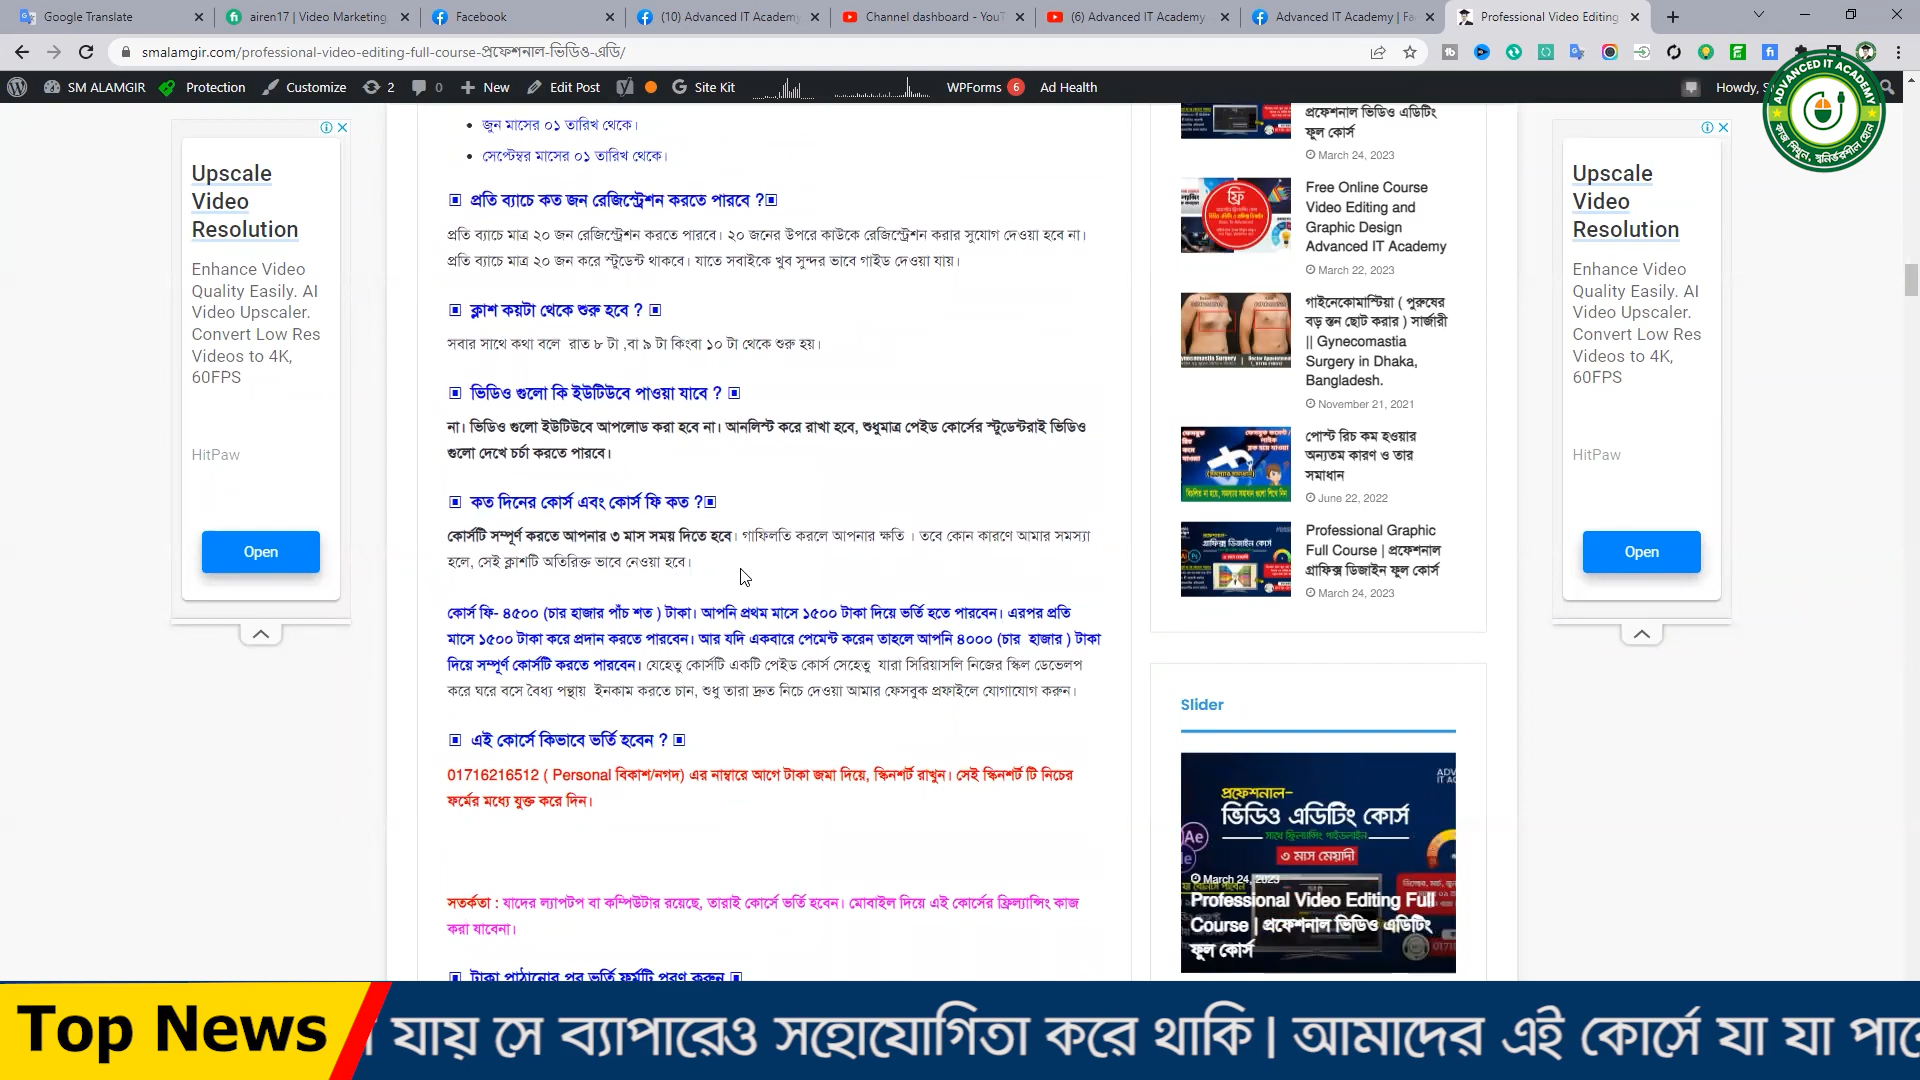 Google Translate
airen17 | Video Marketing,
Facebook
(10) Advanced IT Academy
Channel dashboard - YouT
(6) Advanced IT Academy
Advanced IT Academy | Fa
Professional Video Editing
smalamgir.com/professional-video-editing-full-course-প্রফেশনাল-ভিডিও-এডি/
SM ALAMGIR
Protection
Customize
2
0
New
Edit Post
Site Kit
WPForms 6
Ad Health
Howdy, S
ADVANCED IT ACADEMY
কাজ শিখুন, স্বনির্ভরশীল হোন
Upscale
Video
Resolution
Enhance Video
Quality Easily. AI
Video Upscaler.
Convert Low Res
Videos to 4K,
60FPS
HitPaw
Open
জুন মাসের ০১ তারিখ থেকে।
সেপ্টেম্বর মাসের ০১ তারিখ থেকে।
▣ প্রতি ব্যাচে কত জন রেজিস্ট্রেশন করতে পারবে ?▣
প্রতি ব্যাচে মাত্র ২০ জন রেজিস্ট্রেশন করতে পারবে। ২০ জনের উপরে কাউকে রেজিস্ট্রেশন করার সুযোগ দেওয়া হবে না।
প্রতি ব্যাচে মাত্র ২০ জন করে স্টুডেন্ট থাকবে। যাতে সবাইকে খুব সুন্দর ভাবে গাইড দেওয়া যায়।
▣ ক্লাশ কয়টা থেকে শুরু হবে ? ▣
সবার সাথে কথা বলে রাত ৮ টা ,বা ৯ টা কিংবা ১০ টা থেকে শুরু হয়।
▣ ভিডিও গুলো কি ইউটিউবে পাওয়া যাবে ? ▣
না। ভিডিও গুলো ইউটিউবে আপলোড করা হবে না। আনলিস্ট করে রাখা হবে, শুধুমাত্র পেইড কোর্সের স্টুডেন্টরাই ভিডিও
গুলো দেখে চর্চা করতে পারবে।
▣ কত দিনের কোর্স এবং কোর্স ফি কত ?▣
কোর্সটি সম্পূর্ণ করতে আপনার ৩ মাস সময় দিতে হবে। গাফিলতি করলে আপনার ক্ষতি । তবে কোন কারণে আমার সমস্যা
হলে, সেই ক্লাশটি অতিরিক্ত ভাবে নেওয়া হবে।
কোর্স ফি- ৪৫০০ (চার হাজার পাঁচ শত ) টাকা। আপনি প্রথম মাসে ১৫০০ টাকা দিয়ে ভর্তি হতে পারবেন। এরপর প্রতি
মাসে ১৫০০ টাকা করে প্রদান করতে পারবেন। আর যদি একবারে পেমেন্ট করেন তাহলে আপনি ৪০০০ (চার হাজার ) টাকা
দিয়ে সম্পূর্ণ কোর্সটি করতে পারবেন। যেহেতু কোর্সটি একটি পেইড কোর্স সেহেতু যারা সিরিয়াসলি নিজের স্কিল ডেভেলপ
করে ঘরে বসে বৈধ্য পন্থায় ইনকাম করতে চান, শুধু তারা দ্রুত নিচে দেওয়া আমার ফেসবুক প্রফাইলে যোগাযোগ করুন।
▣ এই কোর্সে কিভাবে ভর্তি হবেন ? ▣
01716216512 ( Personal বিকাশ/নগদ) এর নাম্বারে আগে টাকা জমা দিয়ে, স্কিনশর্ট রাখুন। সেই স্কিনশর্ট টি নিচের
ফর্মের মধ্যে যুক্ত করে দিন।
সতর্কতা : যাদের ল্যাপটপ বা কম্পিউটার রয়েছে, তারাই কোর্সে ভর্তি হবেন। মোবাইল দিয়ে এই কোর্সের ফ্রিল্যান্সিং কাজ
করা যাবেনা।
▣ টাকা পাঠানোর পর ভর্তি ফর্মটি পূরণ করুন ▣
প্রফেশনাল ভিডিও এডিটিং
ফুল কোর্স
March 24, 2023
ফ্রি
Free Online Course
Video Editing and
Graphic Design
Advanced IT Academy
March 22, 2023
গাইনেকোমাস্টিয়া ( পুরুষের
বড় স্তন ছোট করার ) সার্জারী
|| Gynecomastia
Surgery in Dhaka,
Bangladesh.
November 21, 2021
পোস্ট রিচ কম হওয়ার
অন্যতম কারণ ও তার
সমাধান
June 22, 2022
Professional Graphic
Full Course | প্রফেশনাল
গ্রাফিক্স ডিজাইন ফুল কোর্স
March 24, 2023
Slider
প্রফেশনাল-
ভিডিও এডিটিং কোর্স
সাথে ফ্রিল্যান্সিং গাইডলাইন
৩ মাস মেয়াদী
March 24, 2023
Professional Video Editing Full
Course | প্রফেশনাল ভিডিও এডিটিং
ফুল কোর্স
Upscale
Video
Resolution
Enhance Video
Quality Easily. AI
Video Upscaler.
Convert Low Res
Videos to 4K,
60FPS
HitPaw
Open
Top News
যায় সে ব্যাপারেও সহোযোগিতা করে থাকি | আমাদের এই কোর্সে যা যা